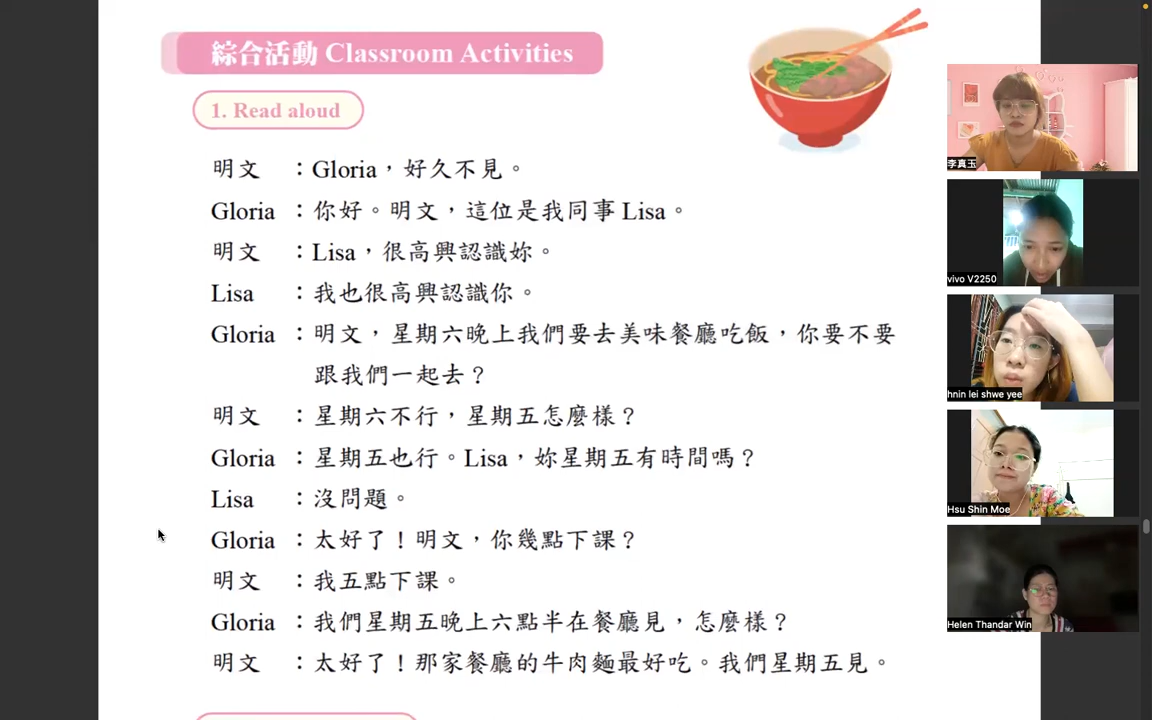 綜合活動 Classroom Activities
1. Read aloud
明文 ：Gloria，好久不見。
Gloria ：你好。明文，這位是我同事 Lisa。
明文 ：Lisa，很高興認識妳。
Lisa ：我也很高興認識你。
Gloria ：明文，星期六晚上我們要去美味餐廳吃飯，你要不要
跟我們一起去？
明文 ：星期六不行，星期五怎麼樣？
Gloria ：星期五也行。Lisa，妳星期五有時間嗎？
Lisa ：沒問題。
Gloria ：太好了！明文，你幾點下課？
明文 ：我五點下課。
Gloria ：我們星期五晚上六點半在餐廳見，怎麼樣？
明文 ：太好了！那家餐廳的牛肉麵最好吃。我們星期五見。
李真玉
vivo V2250
hnin lei shwe yee
Hsu Shin Moe
Helen Thandar Win